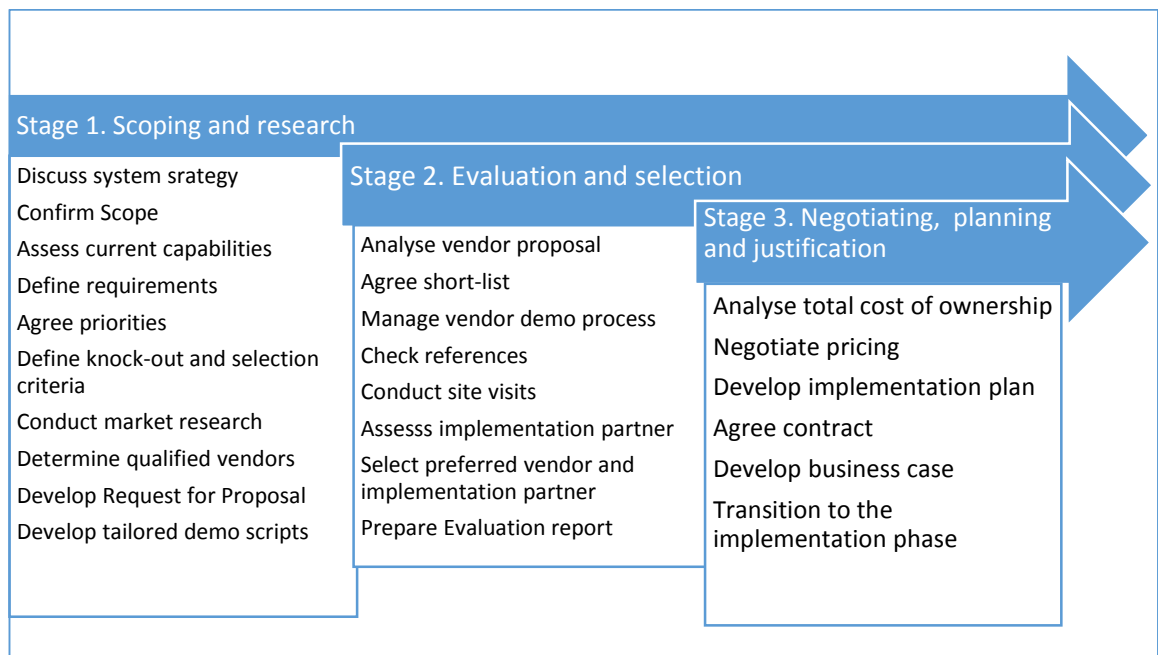 Stage 1. Scoping and research
Discuss system srategy
Confirm Scope
Assess current capabilities
Define requirements
Agree priorities
Define knock-out and selection
criteria
Conduct market research
Determine qualified vendors
Develop Request for Proposal
Develop tailored demo scripts
Stage 2. Evaluation and selection
Analyse vendor proposal
Agree short-list
Manage vendor demo process
Check references
Conduct site visits
Assesss implementation partner
Select preferred vendor and
implementation partner
Prepare Evaluation report
Stage 3. Negotiating, planning
and justification
Analyse total cost of ownership
Negotiate pricing
Develop implementation plan
Agree contract
Develop business case
Transition to the
implementation phase